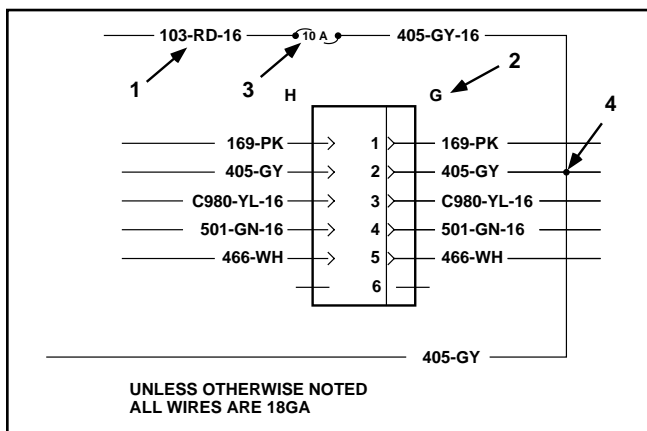 103-RD-16 10 A 405-GY-16
1 3 2
H G 4
169-PK 1 169-PK
405-GY 2 405-GY
C980-YL-16 3 C980-YL-16
501-GN-16 4 501-GN-16
466-WH 5 466-WH
6
405-GY
UNLESS OTHERWISE NOTED
ALL WIRES ARE 18GA